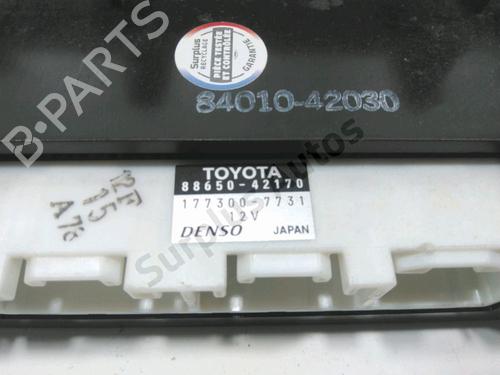 Surplus
RECYCLAGE
PIÈCE TESTÉE
ET CONTRÔLÉE
GARANTIE
84010-42030
B-PARTS
TOYOTA
88650-42170
177300-7731
12V
DENSO JAPAN
15
Surplus Autos